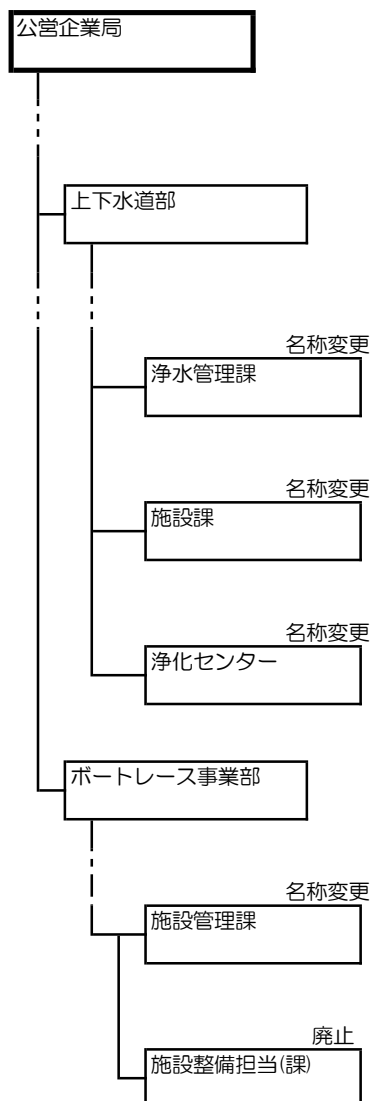 公営企業局
上下水道部
名称変更
浄水管理課
名称変更
施設課
名称変更
浄化センター
ボートレース事業部
名称変更
施設管理課
廃止
施設整備担当(課)